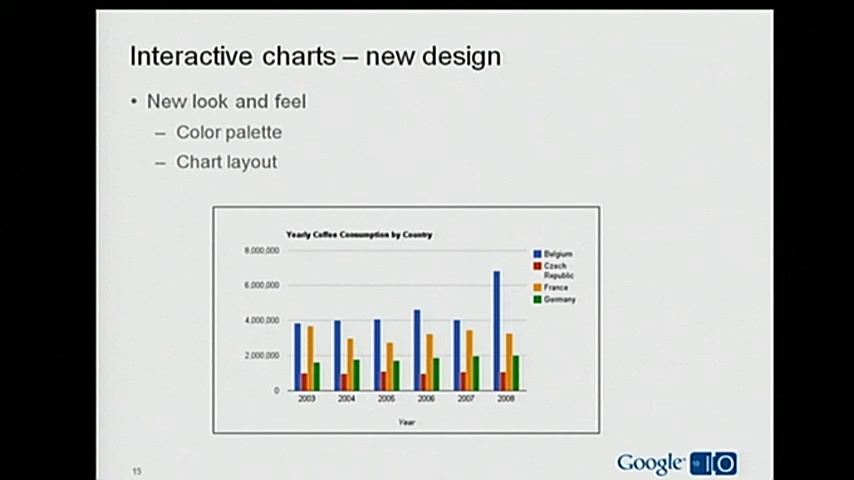 Interactive charts – new design
• New look and feel
– Color palette
– Chart layout
Yearly Coffee Consumption by Country
8,000,000
6,000,000
4,000,000
2,000,000
0
2003 2004 2005 2006 2007 2008
Year
Belgium
Czech
Republic
France
Germany
15
Google IO